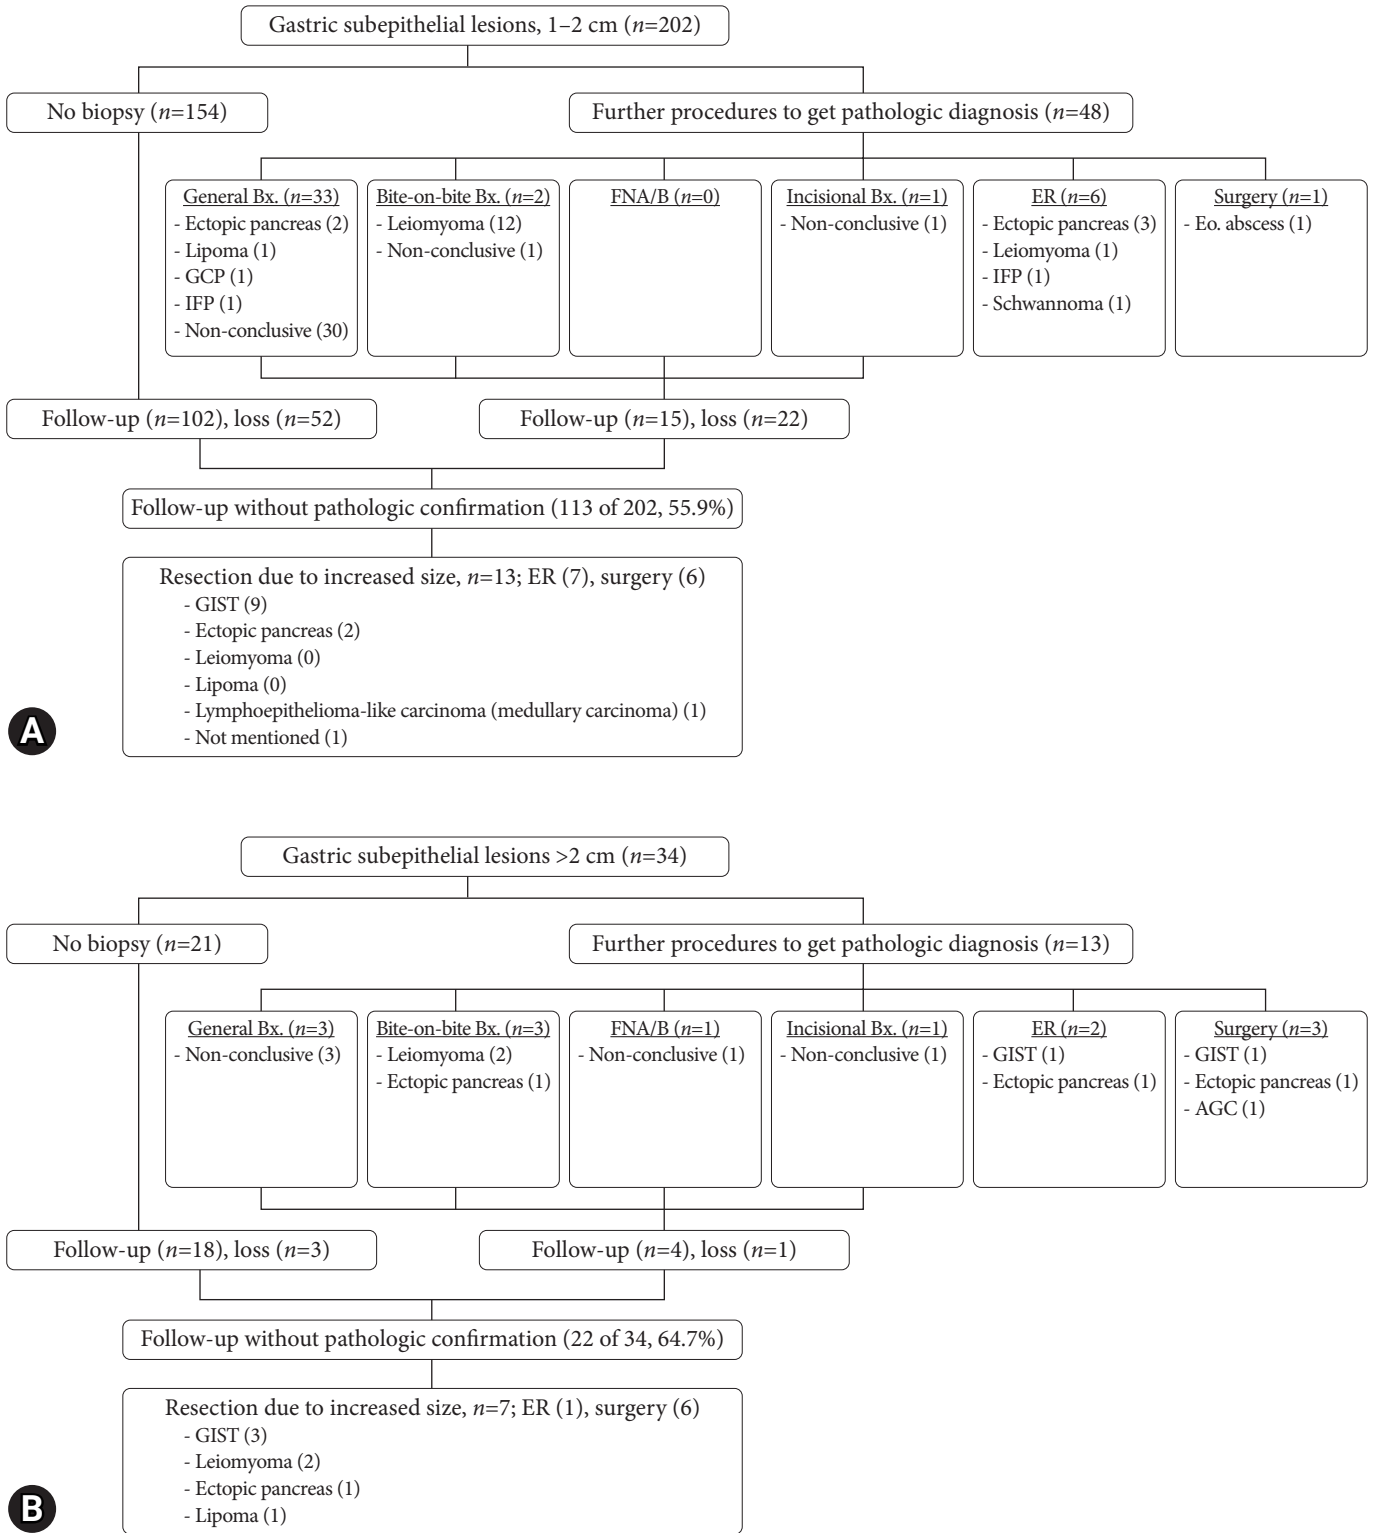 Gastric subepithelial lesions, 1–2 cm (n=202)
No biopsy (n=154)
Further procedures to get pathologic diagnosis (n=48)
General Bx. (n=33)
- Ectopic pancreas (2)
- Lipoma (1)
- GCP (1)
- IFP (1)
- Non-conclusive (30)
Bite-on-bite Bx. (n=2)
- Leiomyoma (12)
- Non-conclusive (1)
FNA/B (n=0)
Incisional Bx. (n=1)
- Non-conclusive (1)
ER (n=6)
- Ectopic pancreas (3)
- Leiomyoma (1)
- IFP (1)
- Schwannoma (1)
Surgery (n=1)
- Eo. abscess (1)
Follow-up (n=102), loss (n=52)
Follow-up (n=15), loss (n=22)
Follow-up without pathologic confirmation (113 of 202, 55.9%)
Resection due to increased size, n=13; ER (7), surgery (6)
- GIST (9)
- Ectopic pancreas (2)
- Leiomyoma (0)
- Lipoma (0)
- Lymphoepithelioma-like carcinoma (medullary carcinoma) (1)
- Not mentioned (1)
A
Gastric subepithelial lesions >2 cm (n=34)
No biopsy (n=21)
Further procedures to get pathologic diagnosis (n=13)
General Bx. (n=3)
- Non-conclusive (3)
Bite-on-bite Bx. (n=3)
- Leiomyoma (2)
- Ectopic pancreas (1)
FNA/B (n=1)
- Non-conclusive (1)
Incisional Bx. (n=1)
- Non-conclusive (1)
ER (n=2)
- GIST (1)
- Ectopic pancreas (1)
Surgery (n=3)
- GIST (1)
- Ectopic pancreas (1)
- AGC (1)
Follow-up (n=18), loss (n=3)
Follow-up (n=4), loss (n=1)
Follow-up without pathologic confirmation (22 of 34, 64.7%)
Resection due to increased size, n=7; ER (1), surgery (6)
- GIST (3)
- Leiomyoma (2)
- Ectopic pancreas (1)
- Lipoma (1)
B